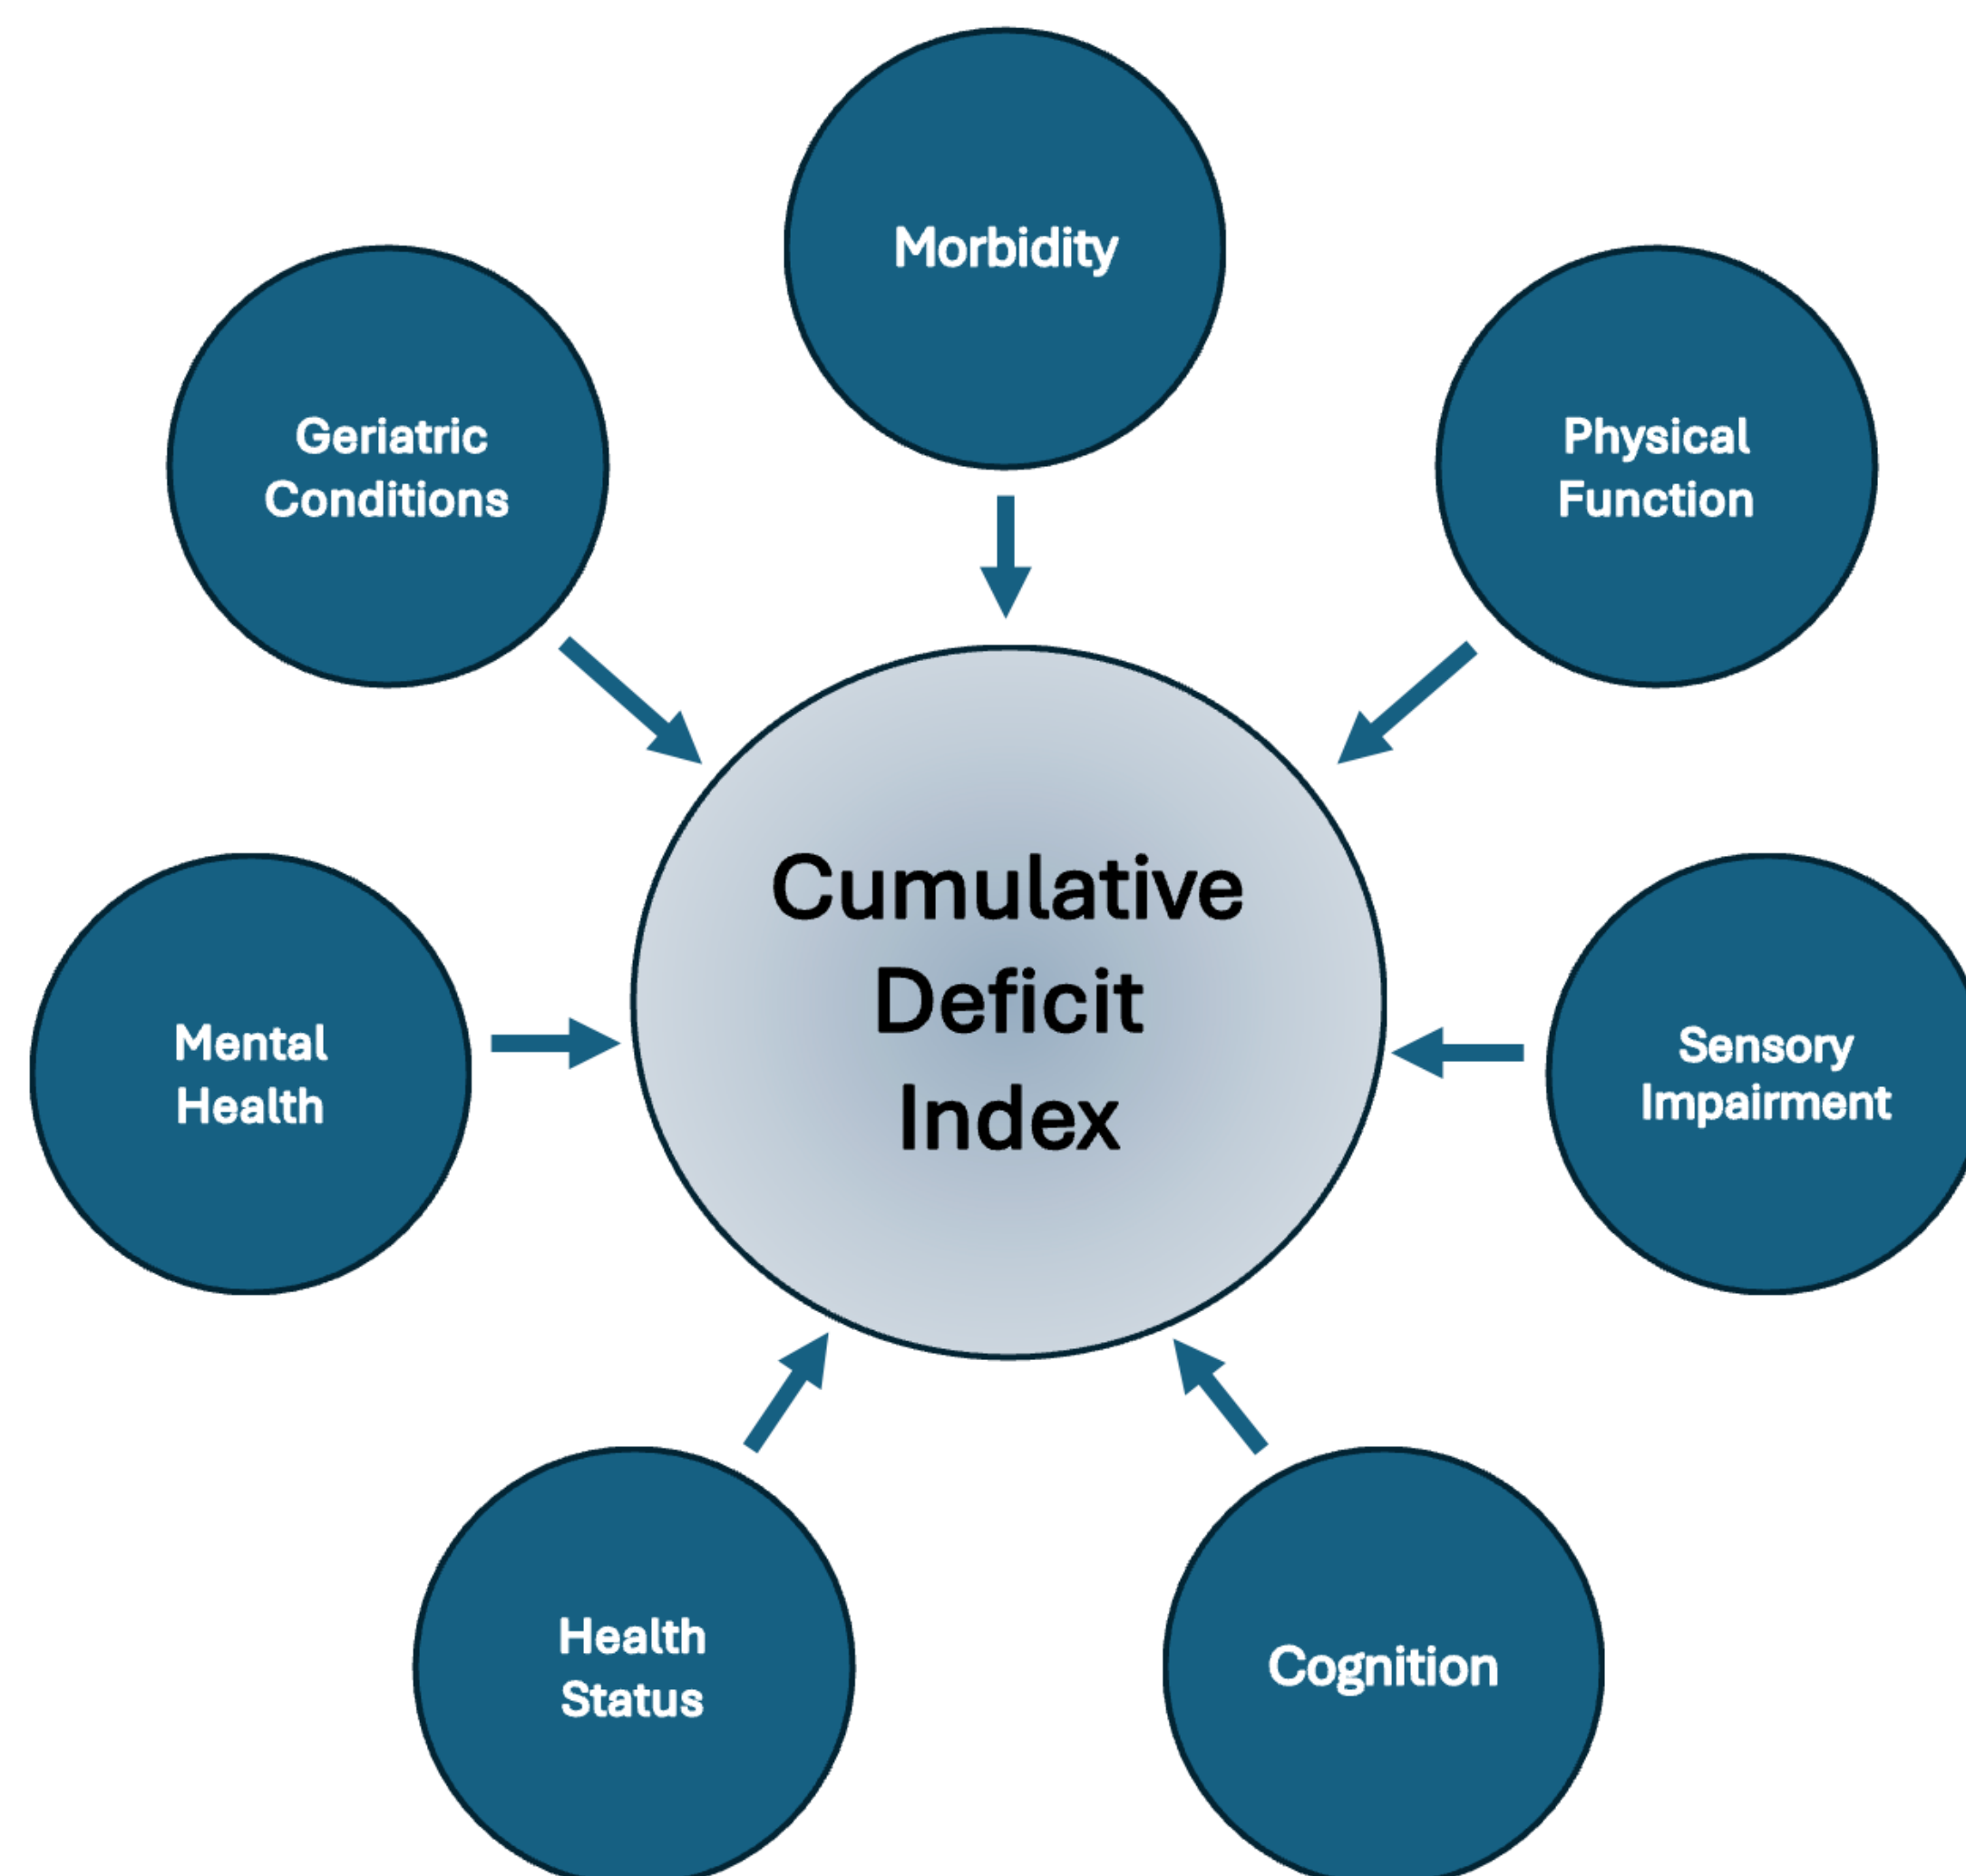 Morbidity
Geriatric
Conditions
Physical
Function
Cumulative
Deficit
Index
Mental
Health
Sensory
Impairment
Health
Status
Cognition